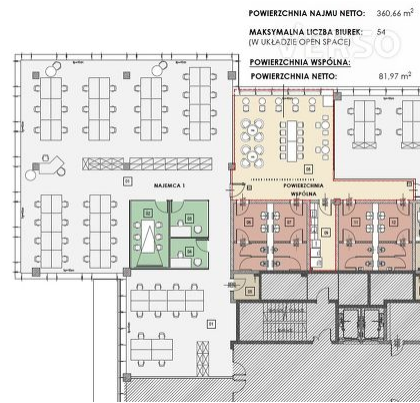 POWIERZCHNIA NAJMU NETTO: 360,66 m²
MAKSYMALNA LICZBA BIUREK: 54
(W UKŁADZIE OPEN SPACE)
POWIERZCHNIA WSPÓLNA:
POWIERZCHNIA NETTO: 81,97 m²
VERSO
NAJEMCA 1
POWIERZCHNIA
WSPÓLNA